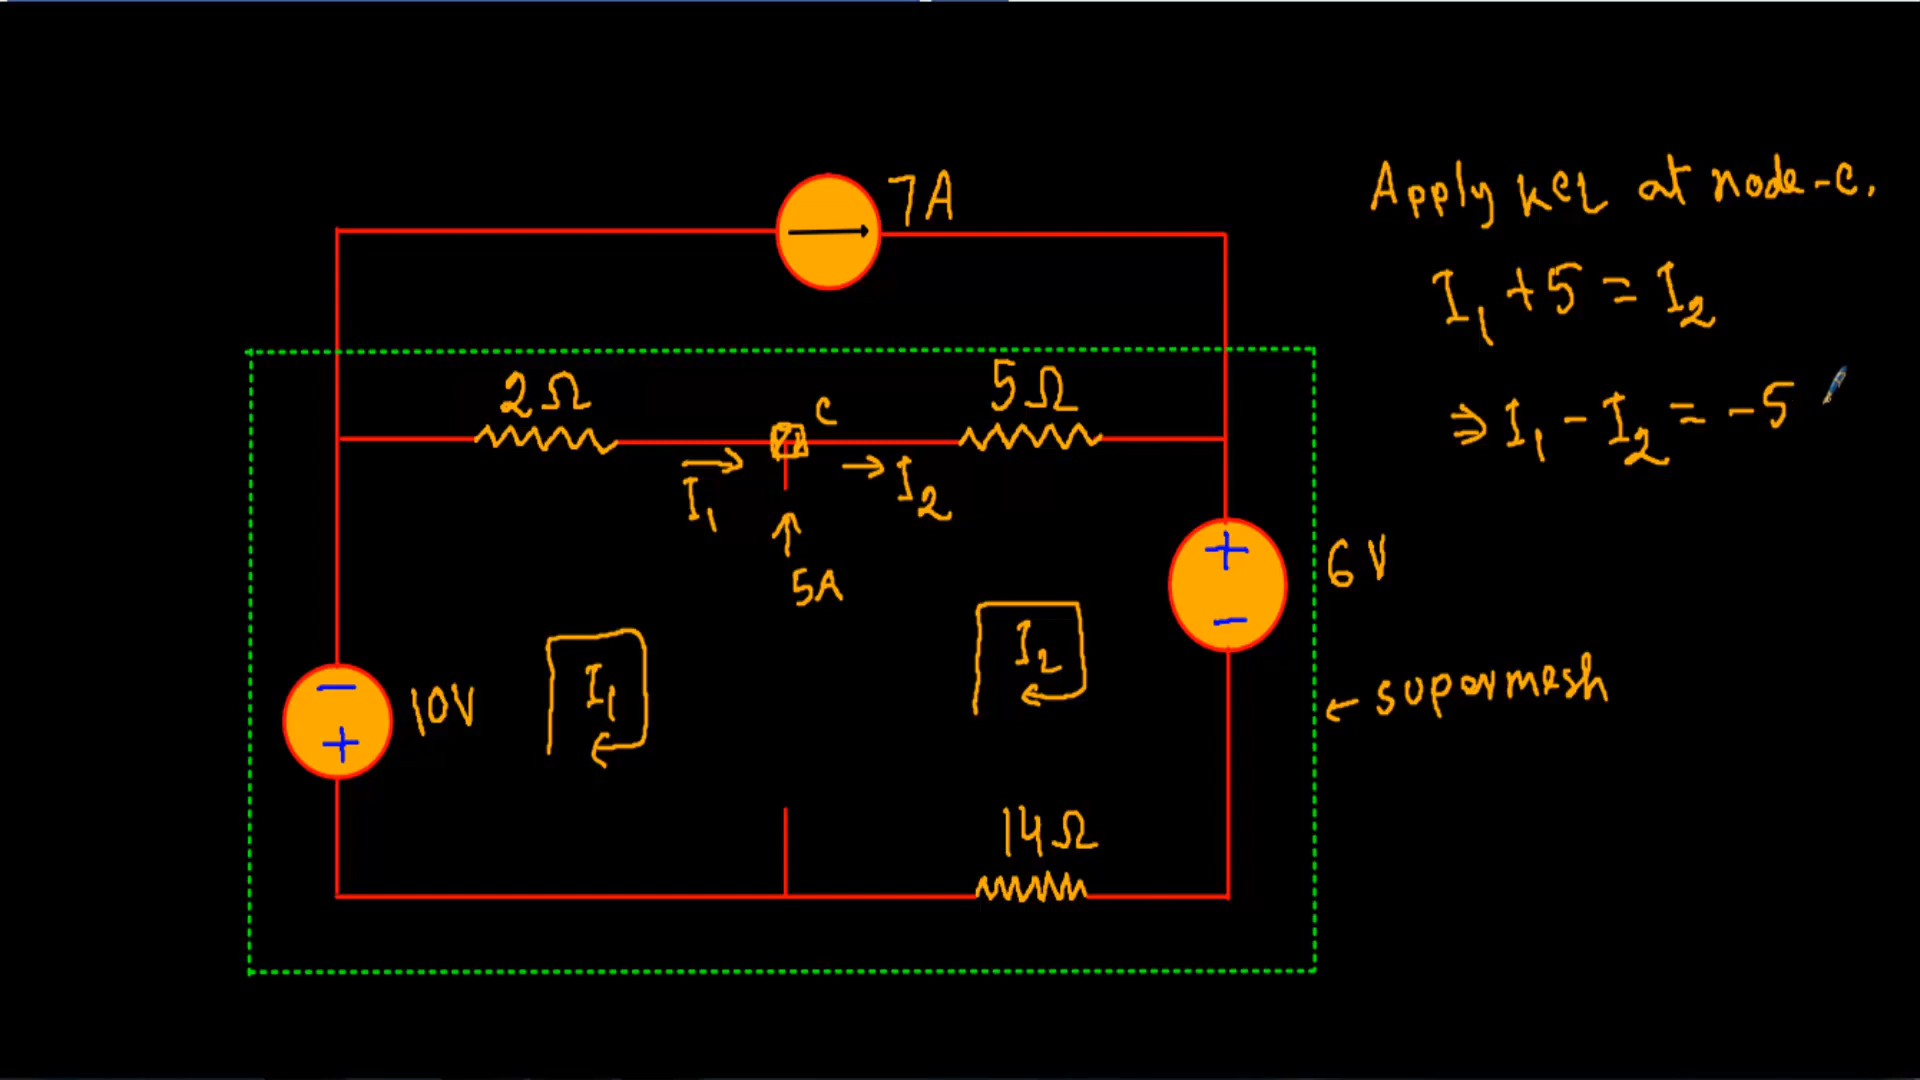 7A
Apply KCL at node-C.
I₁ + 5 = I₂
⇒ I₁ - I₂ = -5
2Ω
C
5Ω
I₁
→ I₂
↑
5A
+
-
6V
I₁
I₂
-
+
10V
← supermesh
14Ω